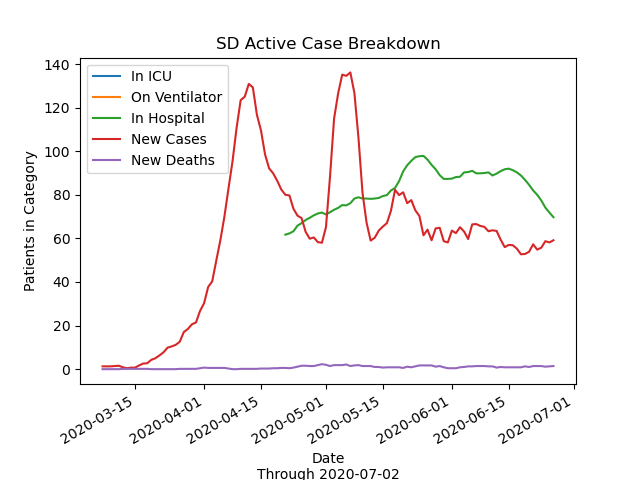 SD Active Case Breakdown
140
120
100
80
60
40
20
0
Patients in Category
In ICU
On Ventilator
In Hospital
New Cases
New Deaths
2020-03-15
2020-04-01
2020-04-15
2020-05-01
2020-05-15
2020-06-01
2020-06-15
2020-07-01
Date
Through 2020-07-02